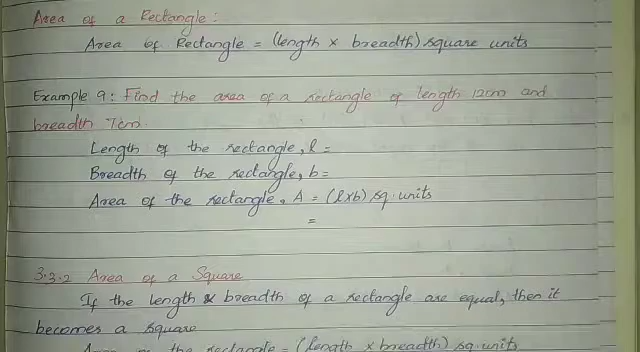 Area of a Rectangle:
Area of Rectangle = (length × breadth) square units
Example 9: Find the area of a rectangle of length 12cm and
breadth 7cm.
Length of the rectangle, l =
Breadth of the rectangle, b =
Area of the rectangle, A = (l×b) sq. units
=
3.3.2 Area of a Square
If the length & breadth of a rectangle are equal, then it
becomes a square
Area of the rectangle = (length × breadth) sq. units